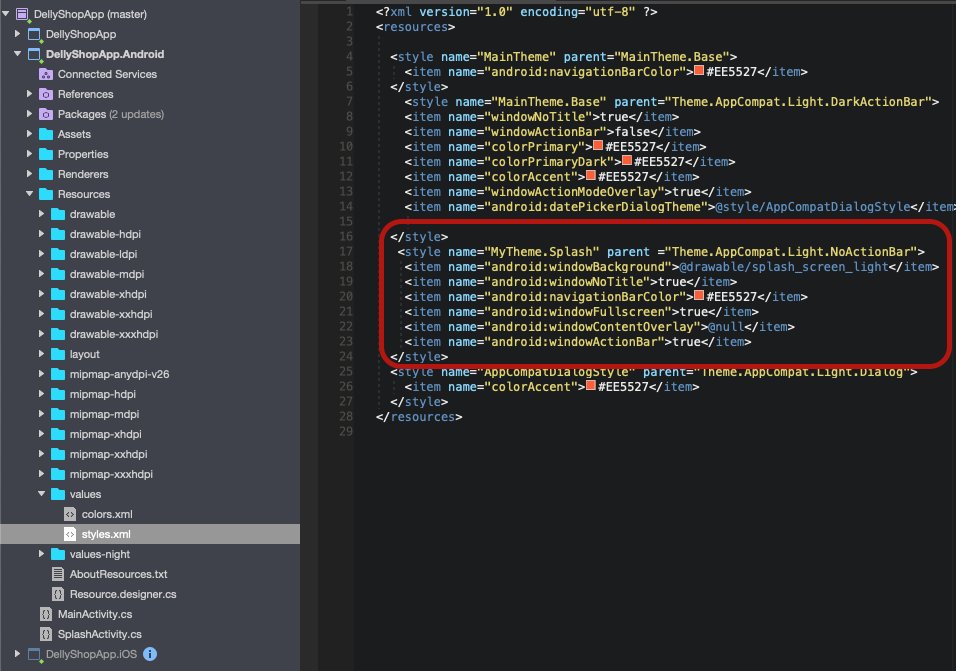 DellyShopApp (master)
DellyShopApp
DellyShopApp.Android
Connected Services
References
Packages (2 updates)
Assets
Properties
Renderers
Resources
drawable
drawable-hdpi
drawable-ldpi
drawable-mdpi
drawable-xhdpi
drawable-xxhdpi
drawable-xxxhdpi
layout
mipmap-anydpi-v26
mipmap-hdpi
mipmap-mdpi
mipmap-xhdpi
mipmap-xxhdpi
mipmap-xxxhdpi
values
colors.xml
styles.xml
values-night
AboutResources.txt
Resource.designer.cs
MainActivity.cs
SplashActivity.cs
DellyShopApp.iOS
1 <?xml version="1.0" encoding="utf-8" ?>
2 <resources>
3
4 <style name="MainTheme" parent="MainTheme.Base">
5 <item name="android:navigationBarColor">#EE5527</item>
6 </style>
7 <style name="MainTheme.Base" parent="Theme.AppCompat.Light.DarkActionBar">
8 <item name="windowNoTitle">true</item>
9 <item name="windowActionBar">false</item>
10 <item name="colorPrimary">#EE5527</item>
11 <item name="colorPrimaryDark">#EE5527</item>
12 <item name="colorAccent">#EE5527</item>
13 <item name="windowActionModeOverlay">true</item>
14 <item name="android:datePickerDialogTheme">@style/AppCompatDialogStyle</item>
15
16 </style>
17 <style name="MyTheme.Splash" parent ="Theme.AppCompat.Light.NoActionBar">
18 <item name="android:windowBackground">@drawable/splash_screen_light</item>
19 <item name="android:windowNoTitle">true</item>
20 <item name="android:navigationBarColor">#EE5527</item>
21 <item name="android:windowFullscreen">true</item>
22 <item name="android:windowContentOverlay">@null</item>
23 <item name="android:windowActionBar">true</item>
24 </style>
25 <style name="AppCompatDialogStyle" parent="Theme.AppCompat.Light.Dialog">
26 <item name="colorAccent">#EE5527</item>
27 </style>
28 </resources>
29